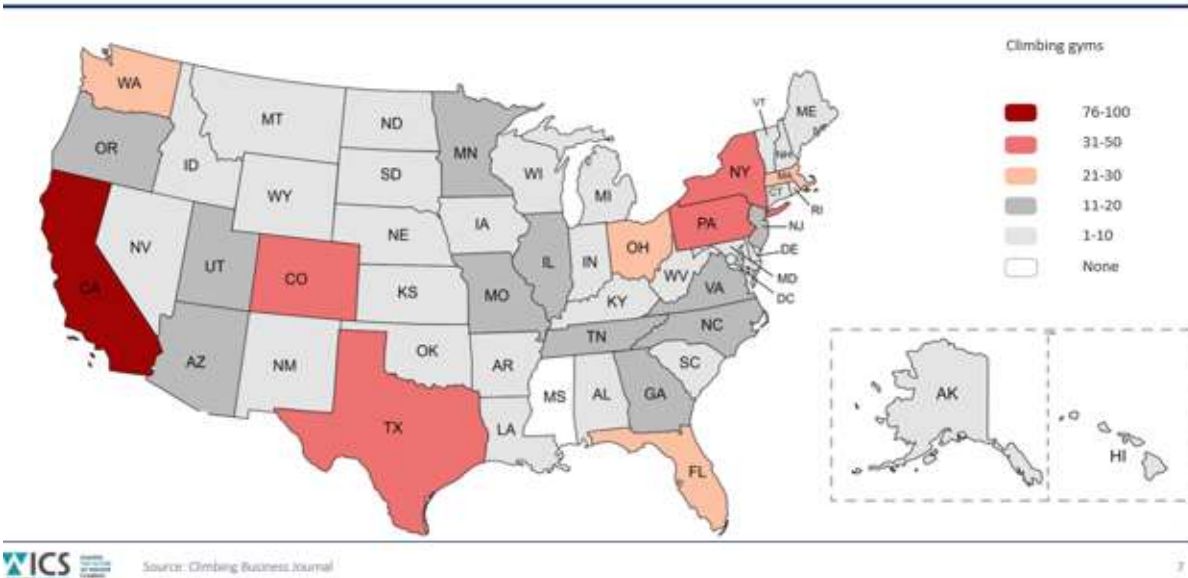 Climbing gyms
76-100
31-50
21-30
11-20
1-10
None
WA
OR
ID
MT
WY
ND
SD
NE
KS
OK
TX
NM
CO
UT
AZ
NV
CA
MN
IA
MO
AR
LA
WI
IL
MI
IN
OH
KY
TN
MS
AL
GA
FL
SC
NC
VA
WV
PA
NY
VT
NH
ME
MA
CT
RI
NJ
DE
MD
DC
AK
HI
ICS
Source: Climbing Business Journal
7